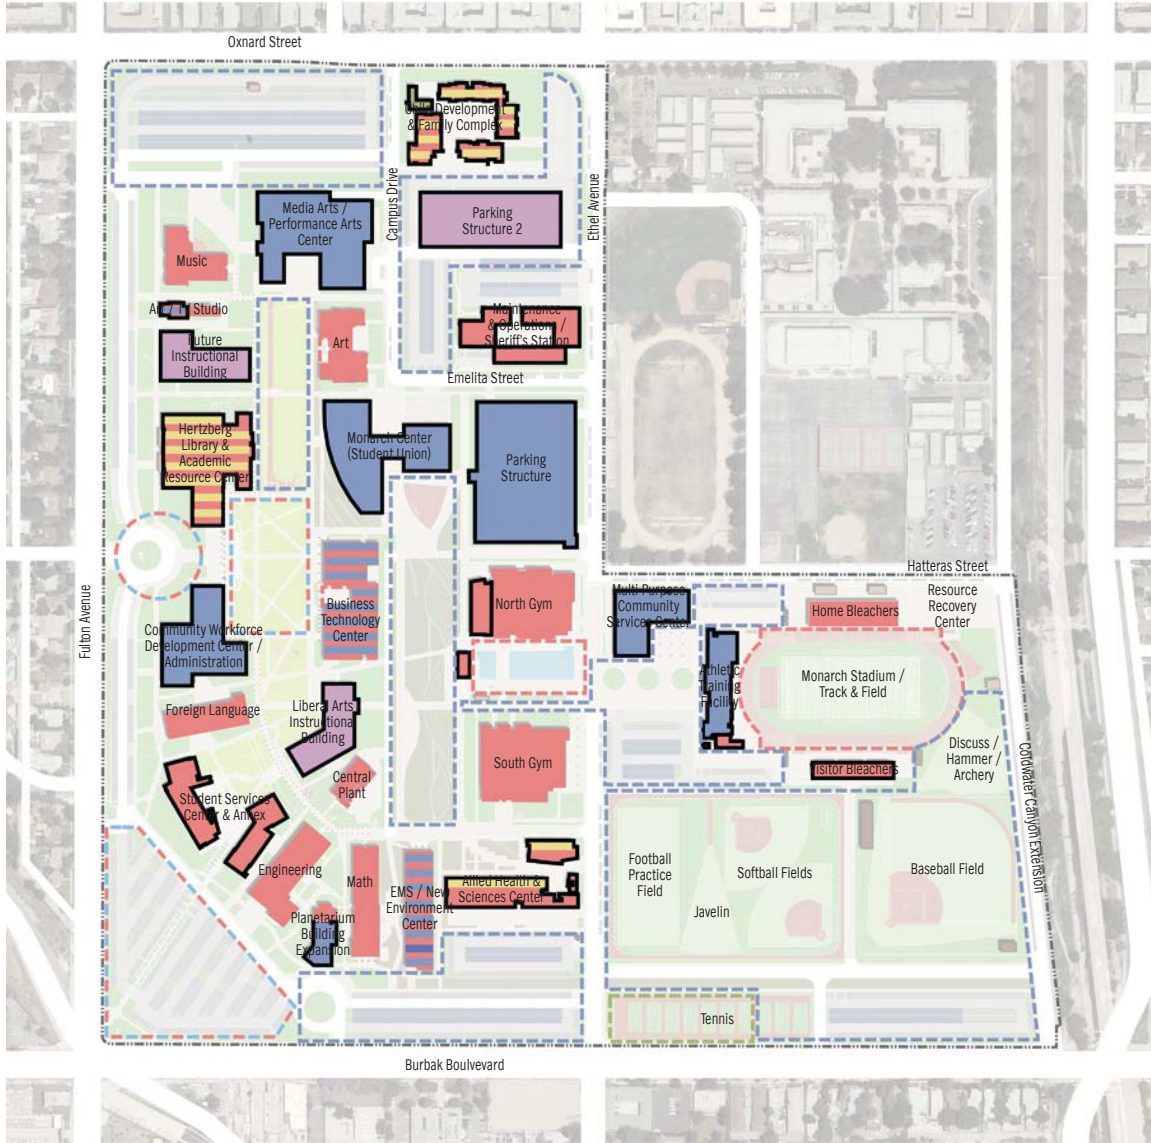 Oxnard Street
Child Development
& Family Complex
Campus Drive
Ethel Avenue
Media Arts /
Performance Arts
Center
Parking
Structure 2
Music
Art / TV Studio
Maintenance
& Operations /
Sheriff's Station
Future
Instructional
Building
Art
Emelita Street
Hertzberg
Library &
Academic
Resource Center
Monarch Center
(Student Union)
Parking
Structure
Fulton Avenue
Hatteras Street
Business
Technology
Center
North Gym
Multi Purpose
Community
Services Center
Home Bleachers
Resource
Recovery
Center
Community Workforce
Development Center /
Administration
Athletic
Training
Facility
Monarch Stadium /
Track & Field
Foreign Language
Liberal Arts
Instructional
Building
South Gym
Discuss /
Hammer /
Archery
Visitor Bleachers
Coldwater Canyon Extension
Central
Plant
Student Services
Center & Annex
Engineering
Math
EMS / New
Environment
Center
Allied Health &
Sciences Center
Football
Practice
Field
Softball Fields
Javelin
Baseball Field
Planetarium
Building
Expansion
Tennis
Burbak Boulvevard